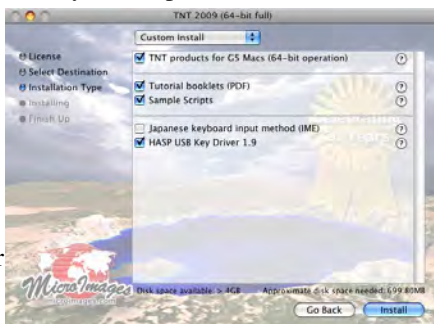 TNT 2009 (64-bit full)
Custom Install
License
Select Destination
Installation Type
Installing
Finish Up
TNT products for G5 Macs (64-bit operation)
Tutorial booklets (PDF)
Sample Scripts
Japanese keyboard input method (IME)
HASP USB Key Driver 1.9
r
MicroImages
Disk space available: > 4GB Approximate disk space needed: 699.80MB
Go Back Install